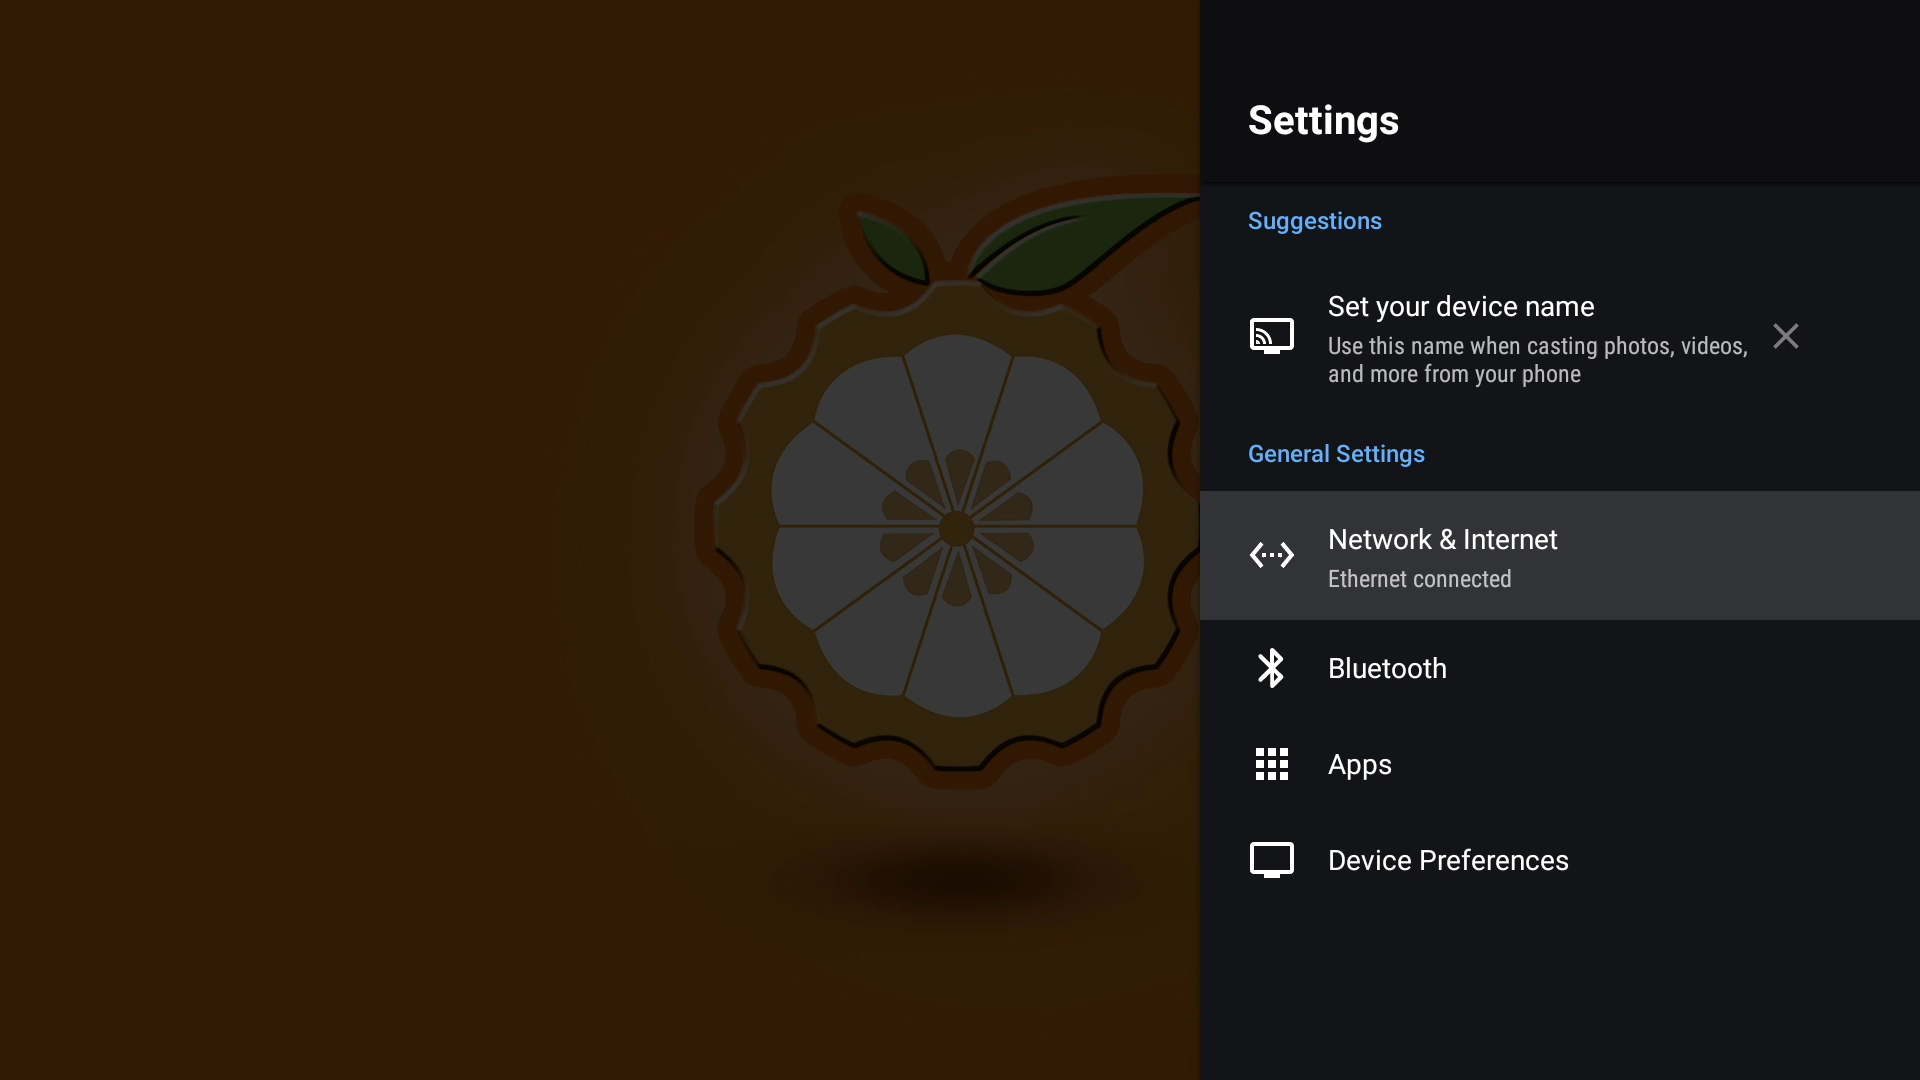 Settings
Suggestions
Set your device name
Use this name when casting photos, videos,
and more from your phone
General Settings
Network & Internet
Ethernet connected
Bluetooth
Apps
Device Preferences